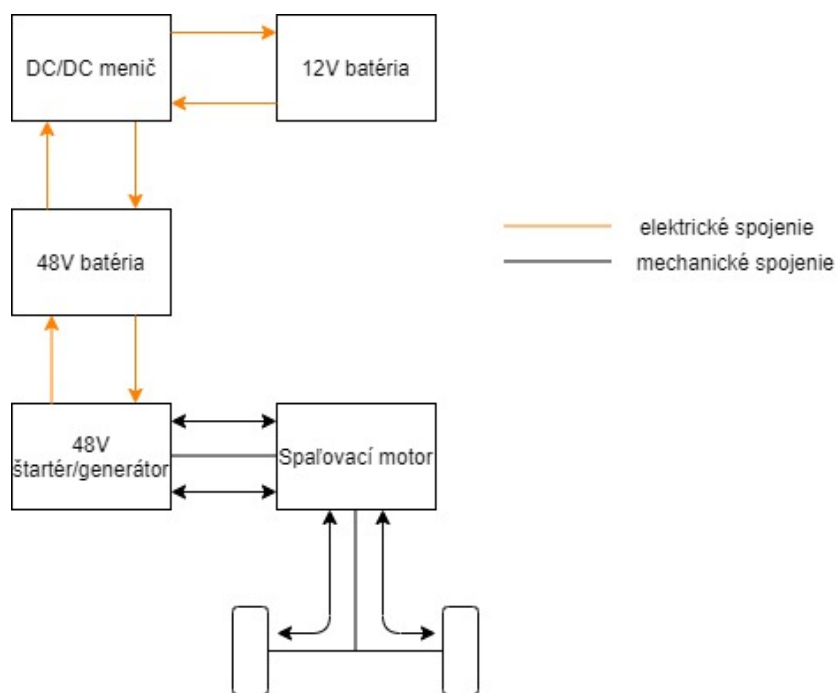 DC/DC menič
12V batéria
48V batéria
elektrické spojenie
mechanické spojenie
48V
štartér/generátor
Spaľovací motor